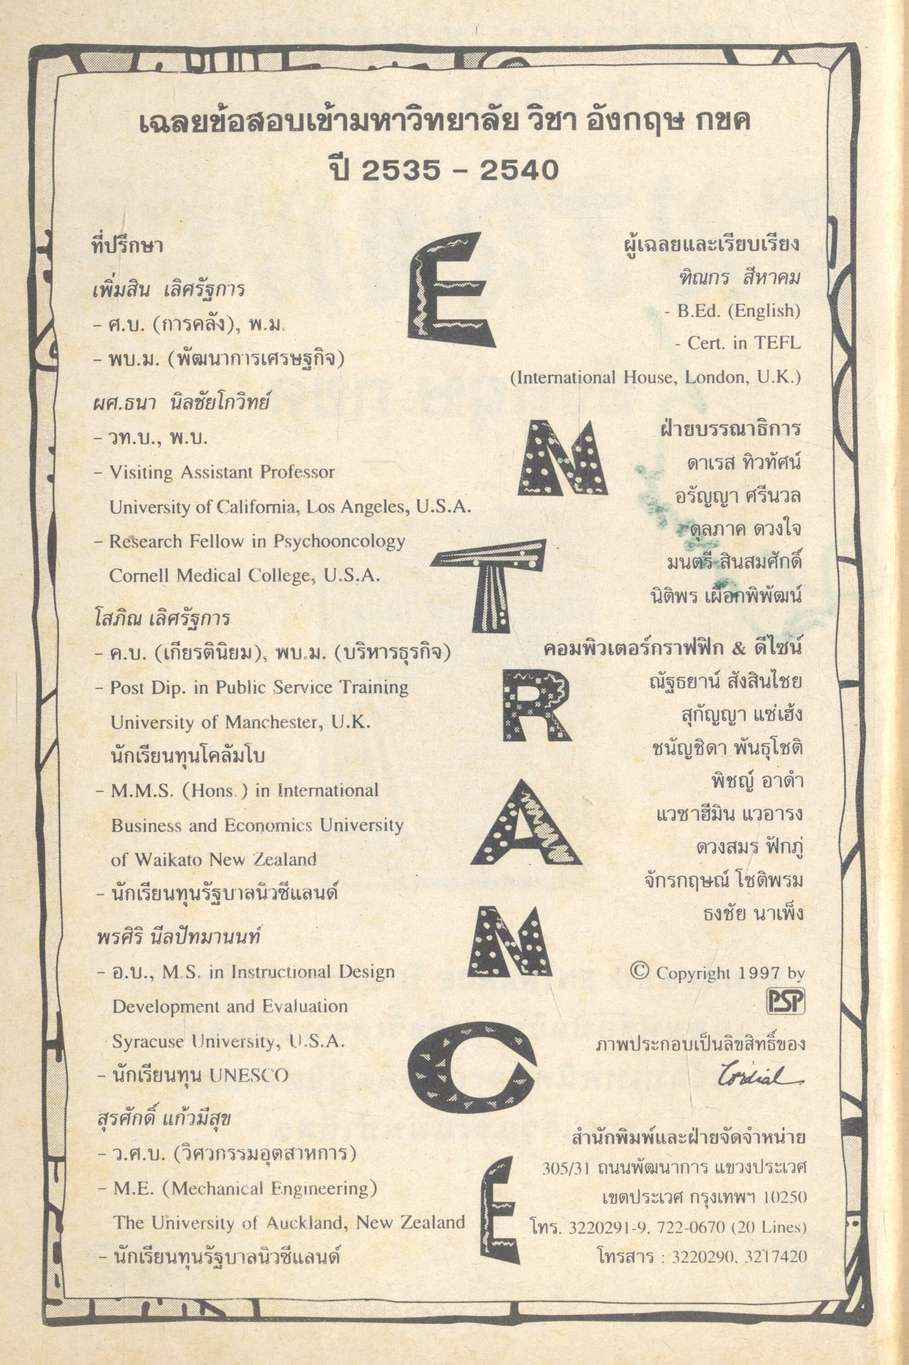 เฉลยข้อสอบเข้ามหาวิทยาลัย วิชา อังกฤษ กขค
ปี 2535 - 2540
ที่ปรึกษา
เพิ่มสิน เลิศรัฐการ
- ศ.บ. (การคลัง), พ.ม.
- พบ.ม. (พัฒนาการเศรษฐกิจ)
ผศ.ธนา นิลชัยโกวิทย์
- วท.บ., พ.บ.
- Visiting Assistant Professor
University of California, Los Angeles, U.S.A.
- Research Fellow in Psychooncology
Cornell Medical College, U.S.A.
โสภิณ เลิศรัฐการ
- ค.บ. (เกียรตินิยม), พบ.ม. (บริหารธุรกิจ)
- Post Dip. in Public Service Training
University of Manchester, U.K.
นักเรียนทุนโคลัมโบ
- M.M.S. (Hons.) in International
Business and Economics University
of Waikato New Zealand
- นักเรียนทุนรัฐบาลนิวซีแลนด์
พรศิริ นีลปัทมานนท์
- อ.บ., M.S. in Instructional Design
Development and Evaluation
Syracuse University, U.S.A.
- นักเรียนทุน UNESCO
สุรศักดิ์ แก้วมีสุข
- ว.ศ.บ. (วิศวกรรมอุตสาหการ)
- M.E. (Mechanical Engineering)
The University of Auckland, New Zealand
- นักเรียนทุนรัฐบาลนิวซีแลนด์
E
N
T
R
A
N
C
E
ผู้เฉลยและเรียบเรียง
ฑิณกร สีหาคม
- B.Ed. (English)
- Cert. in TEFL
(International House, London, U.K.)
ฝ่ายบรรณาธิการ
ดาเรส ทิวทัศน์
อรัญญา ศรีนวล
ดุลภาค ดวงใจ
มนตรี สินสมศักดิ์
นิติพร เผือกพิพัฒน์
คอมพิวเตอร์กราฟฟิก & ดีไซน์
ณัฐธยาน์ สังสินไชย
สุกัญญา แซ่เฮ้ง
ชนัญชิดา พันธุโชติ
พิชญ์ อาดำ
แวซาฮีมิน แวอารง
ดวงสมร ฟักภู่
จักรกฤษณ์ โชติพรม
ธงชัย นาเพ็ง
© Copyright 1997 by
PSP
ภาพประกอบเป็นลิขสิทธิ์ของ
Cordial
สำนักพิมพ์และฝ่ายจัดจำหน่าย
305/31 ถนนพัฒนาการ แขวงประเวศ
เขตประเวศ กรุงเทพฯ 10250
โทร. 3220291-9, 722-0670 (20 Lines)
โทรสาร : 3220290, 3217420